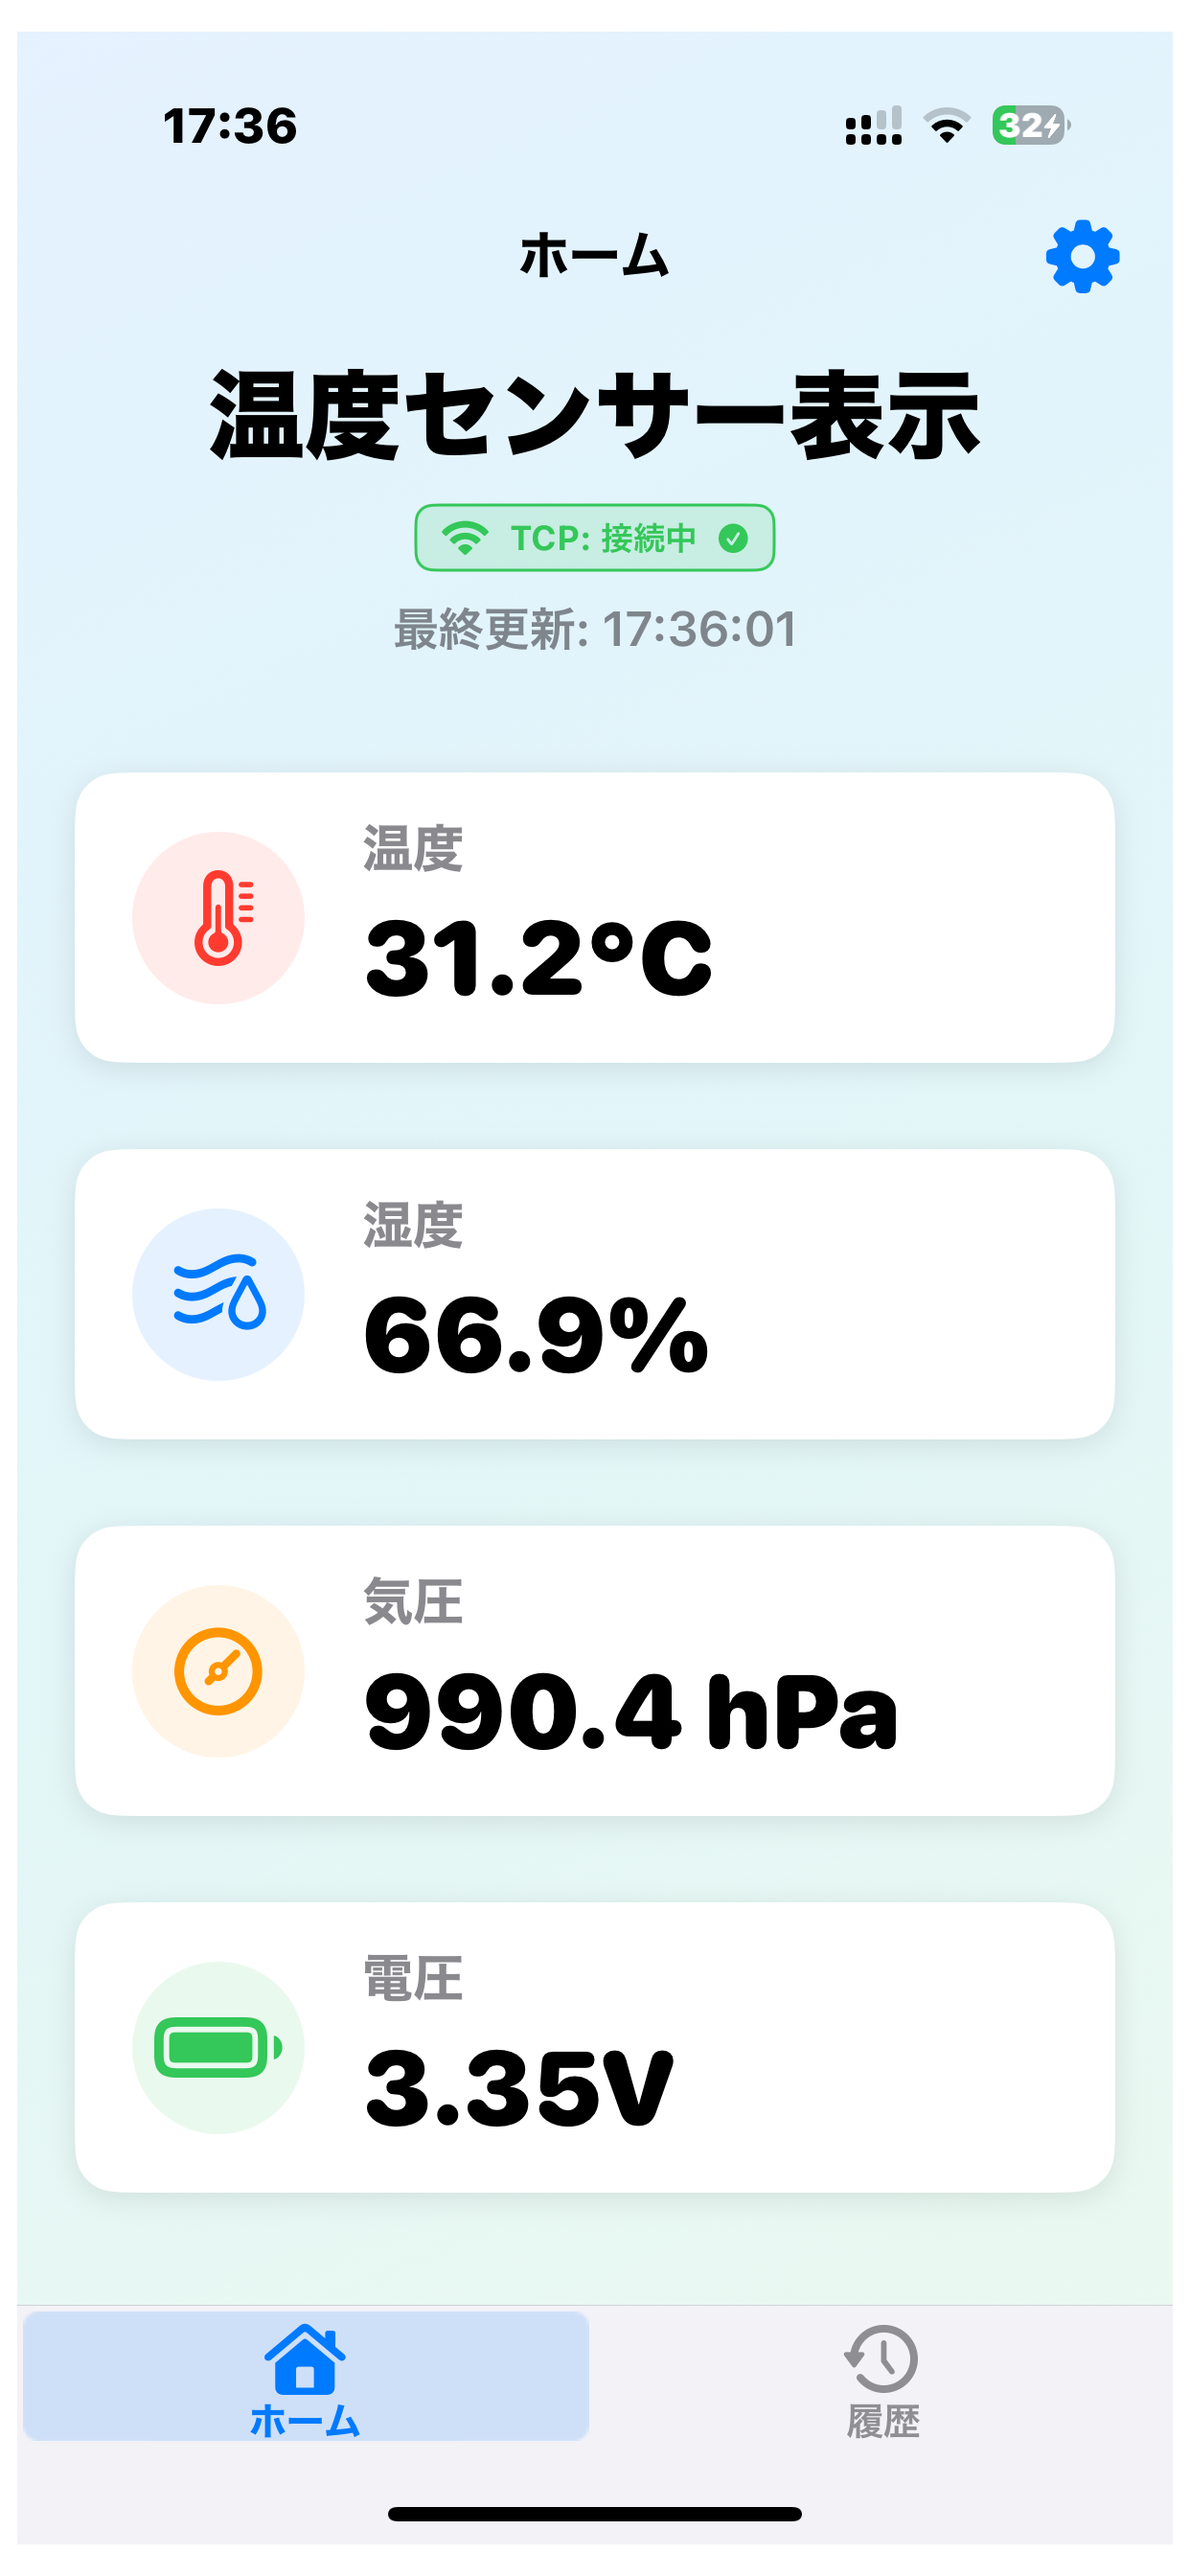 17:36
32
ホーム
温度センサー表示
TCP: 接続中
最終更新: 17:36:01
温度
31.2°C
湿度
66.9%
気圧
990.4 hPa
電圧
3.35V
ホーム
履歴